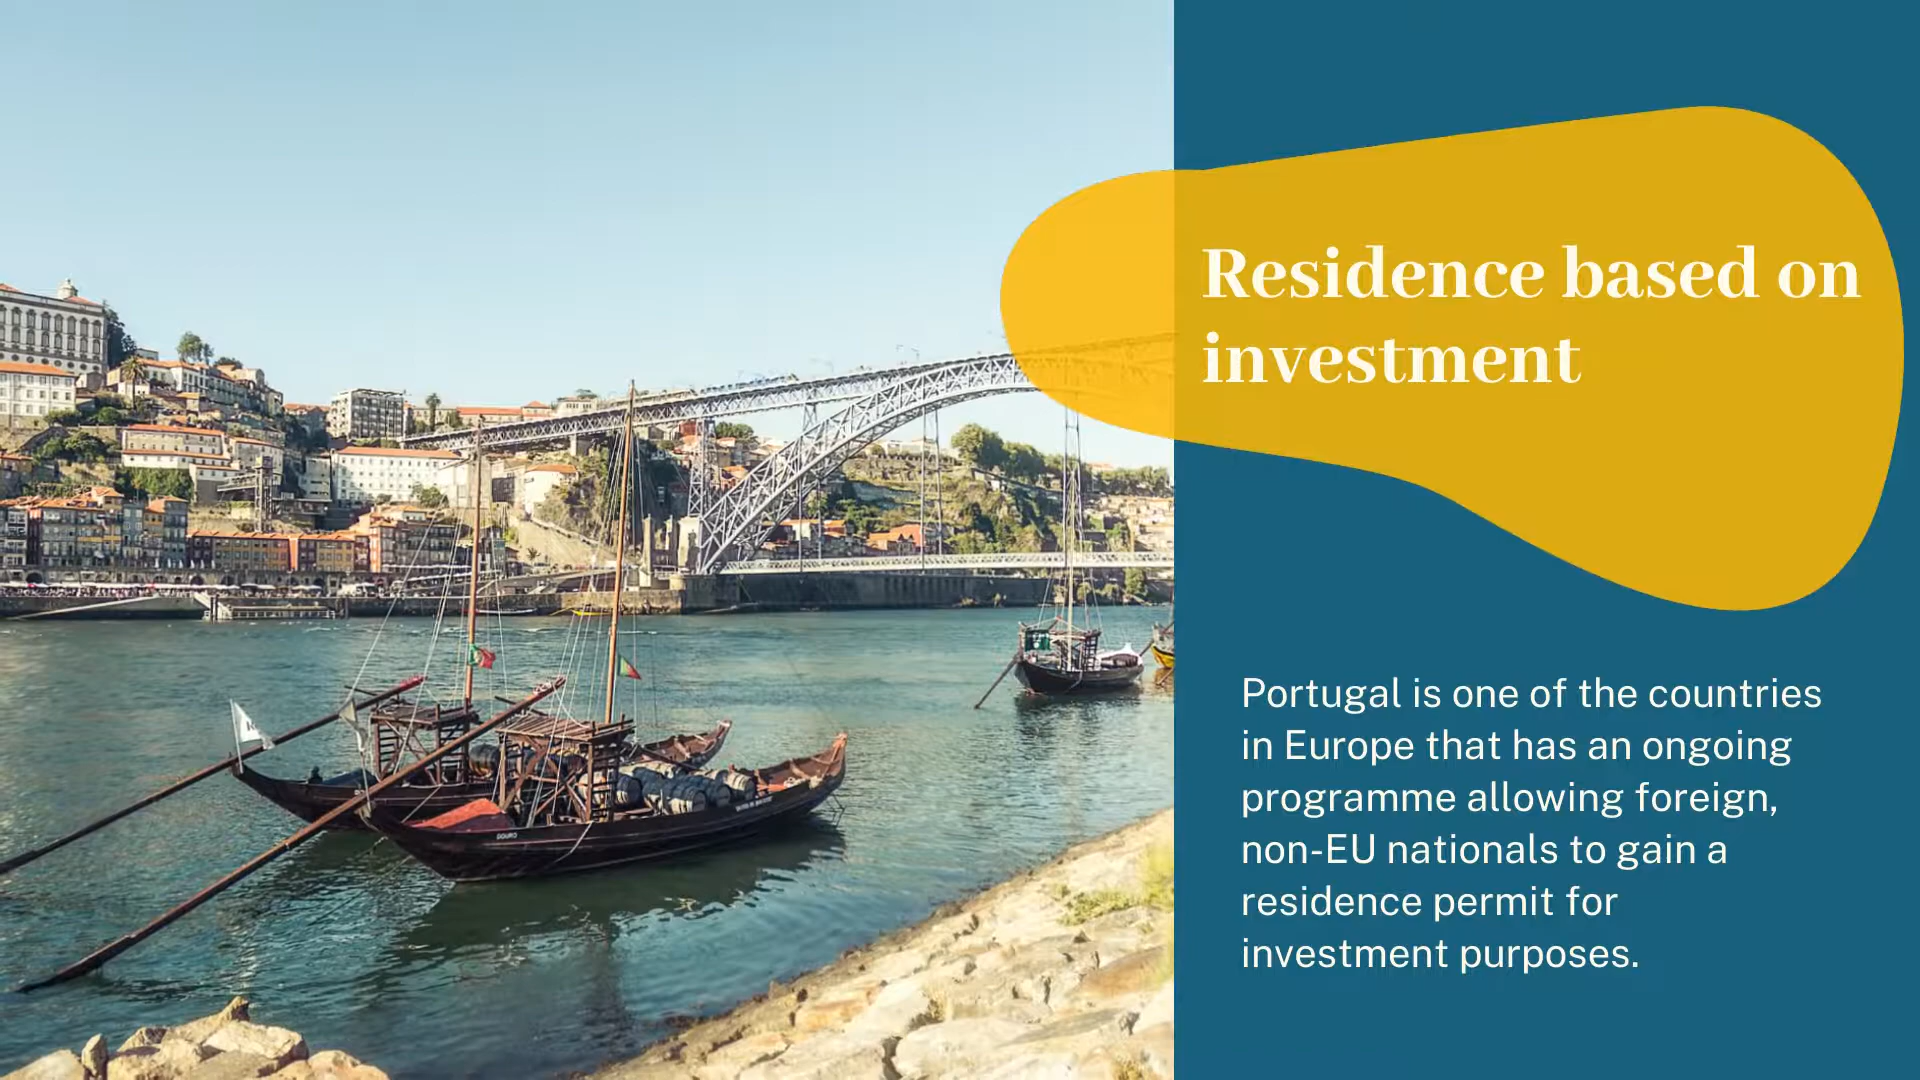 Residence based on
investment
Portugal is one of the countries
in Europe that has an ongoing
programme allowing foreign,
non-EU nationals to gain a
residence permit for
investment purposes.
DOURO